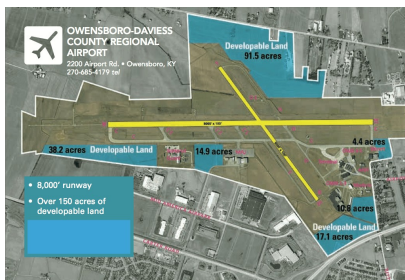 OWENSBORO-DAVIESS
COUNTY REGIONAL
AIRPORT
2200 Airport Rd. • Owensboro, KY
270-685-4179 tel
Developable Land
91.5 acres
4.4 acres
38.2 acres
Developable Land
14.9 acres
10.6 acres
Developable Land
17.1 acres
• 8,000' runway
• Over 150 acres of
developable land